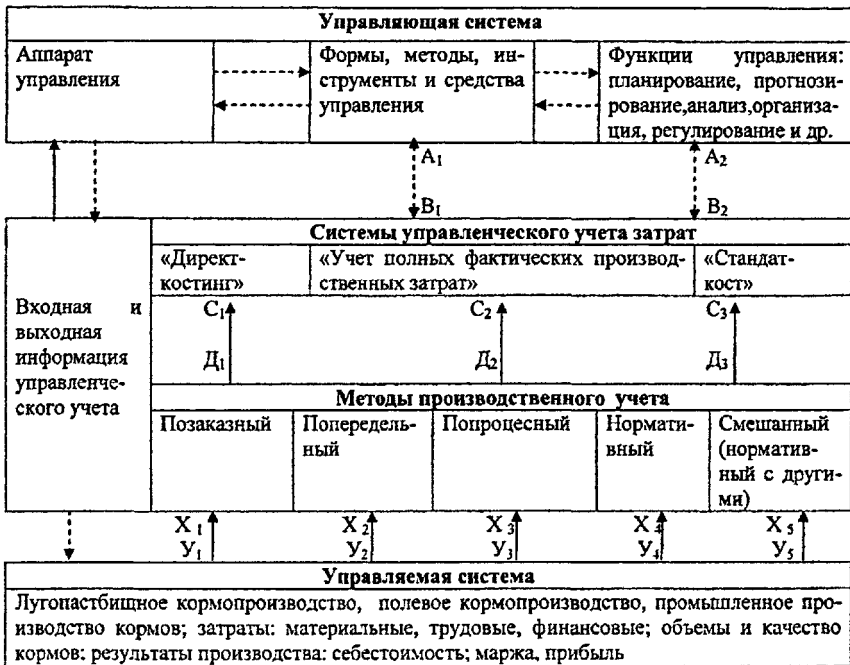 Управляющая система
Аппарат
управления
Формы, методы, ин-
струменты и средства
управления
Функции управления:
планирование, прогнози-
рование,анализ,организа-
ция, регулирование и др.
A₁
A₂
B₁
B₂
Входная и
выходная
информация
управленче-
ского учета
Системы управленческого учета затрат
«Директ-
костинг»
«Учет полных фактических производ-
ственных затрат»
«Стандат-
кост»
C₁
C₂
C₃
Д₁
Д₂
Д₃
Методы производственного учета
Позаказный
Попередель-
ный
Попроцесный
Нормати-
вный
Смешанный
(норматив-
ный с други-
ми)
X₁
X₂
X₃
X₄
X₅
У₁
У₂
У₃
У₄
У₅
Управляемая система
Лугопастбищное кормопроизводство, полевое кормопроизводство, промышленное про-
изводство кормов; затраты: материальные, трудовые, финансовые; объемы и качество
кормов: результаты производства: себестоимость; маржа, прибыль